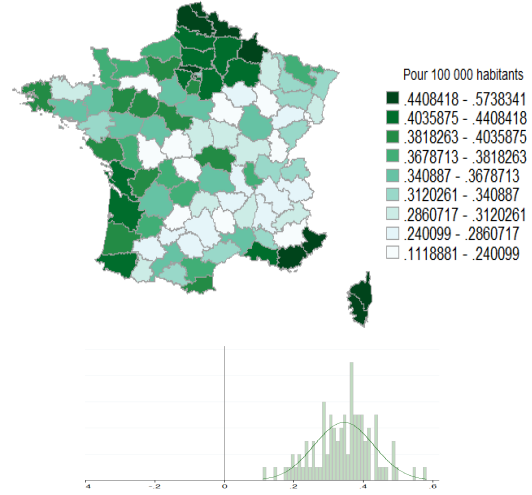 Pour 100 000 habitants
.4408418 - .5738341
.4035875 - .4408418
.3818263 - .4035875
.3678713 - .3818263
.340887 - .3678713
.3120261 - .340887
.2860717 - .3120261
.240099 - .2860717
.1118881 - .240099
.4 -.2 0 .2 .4 .6